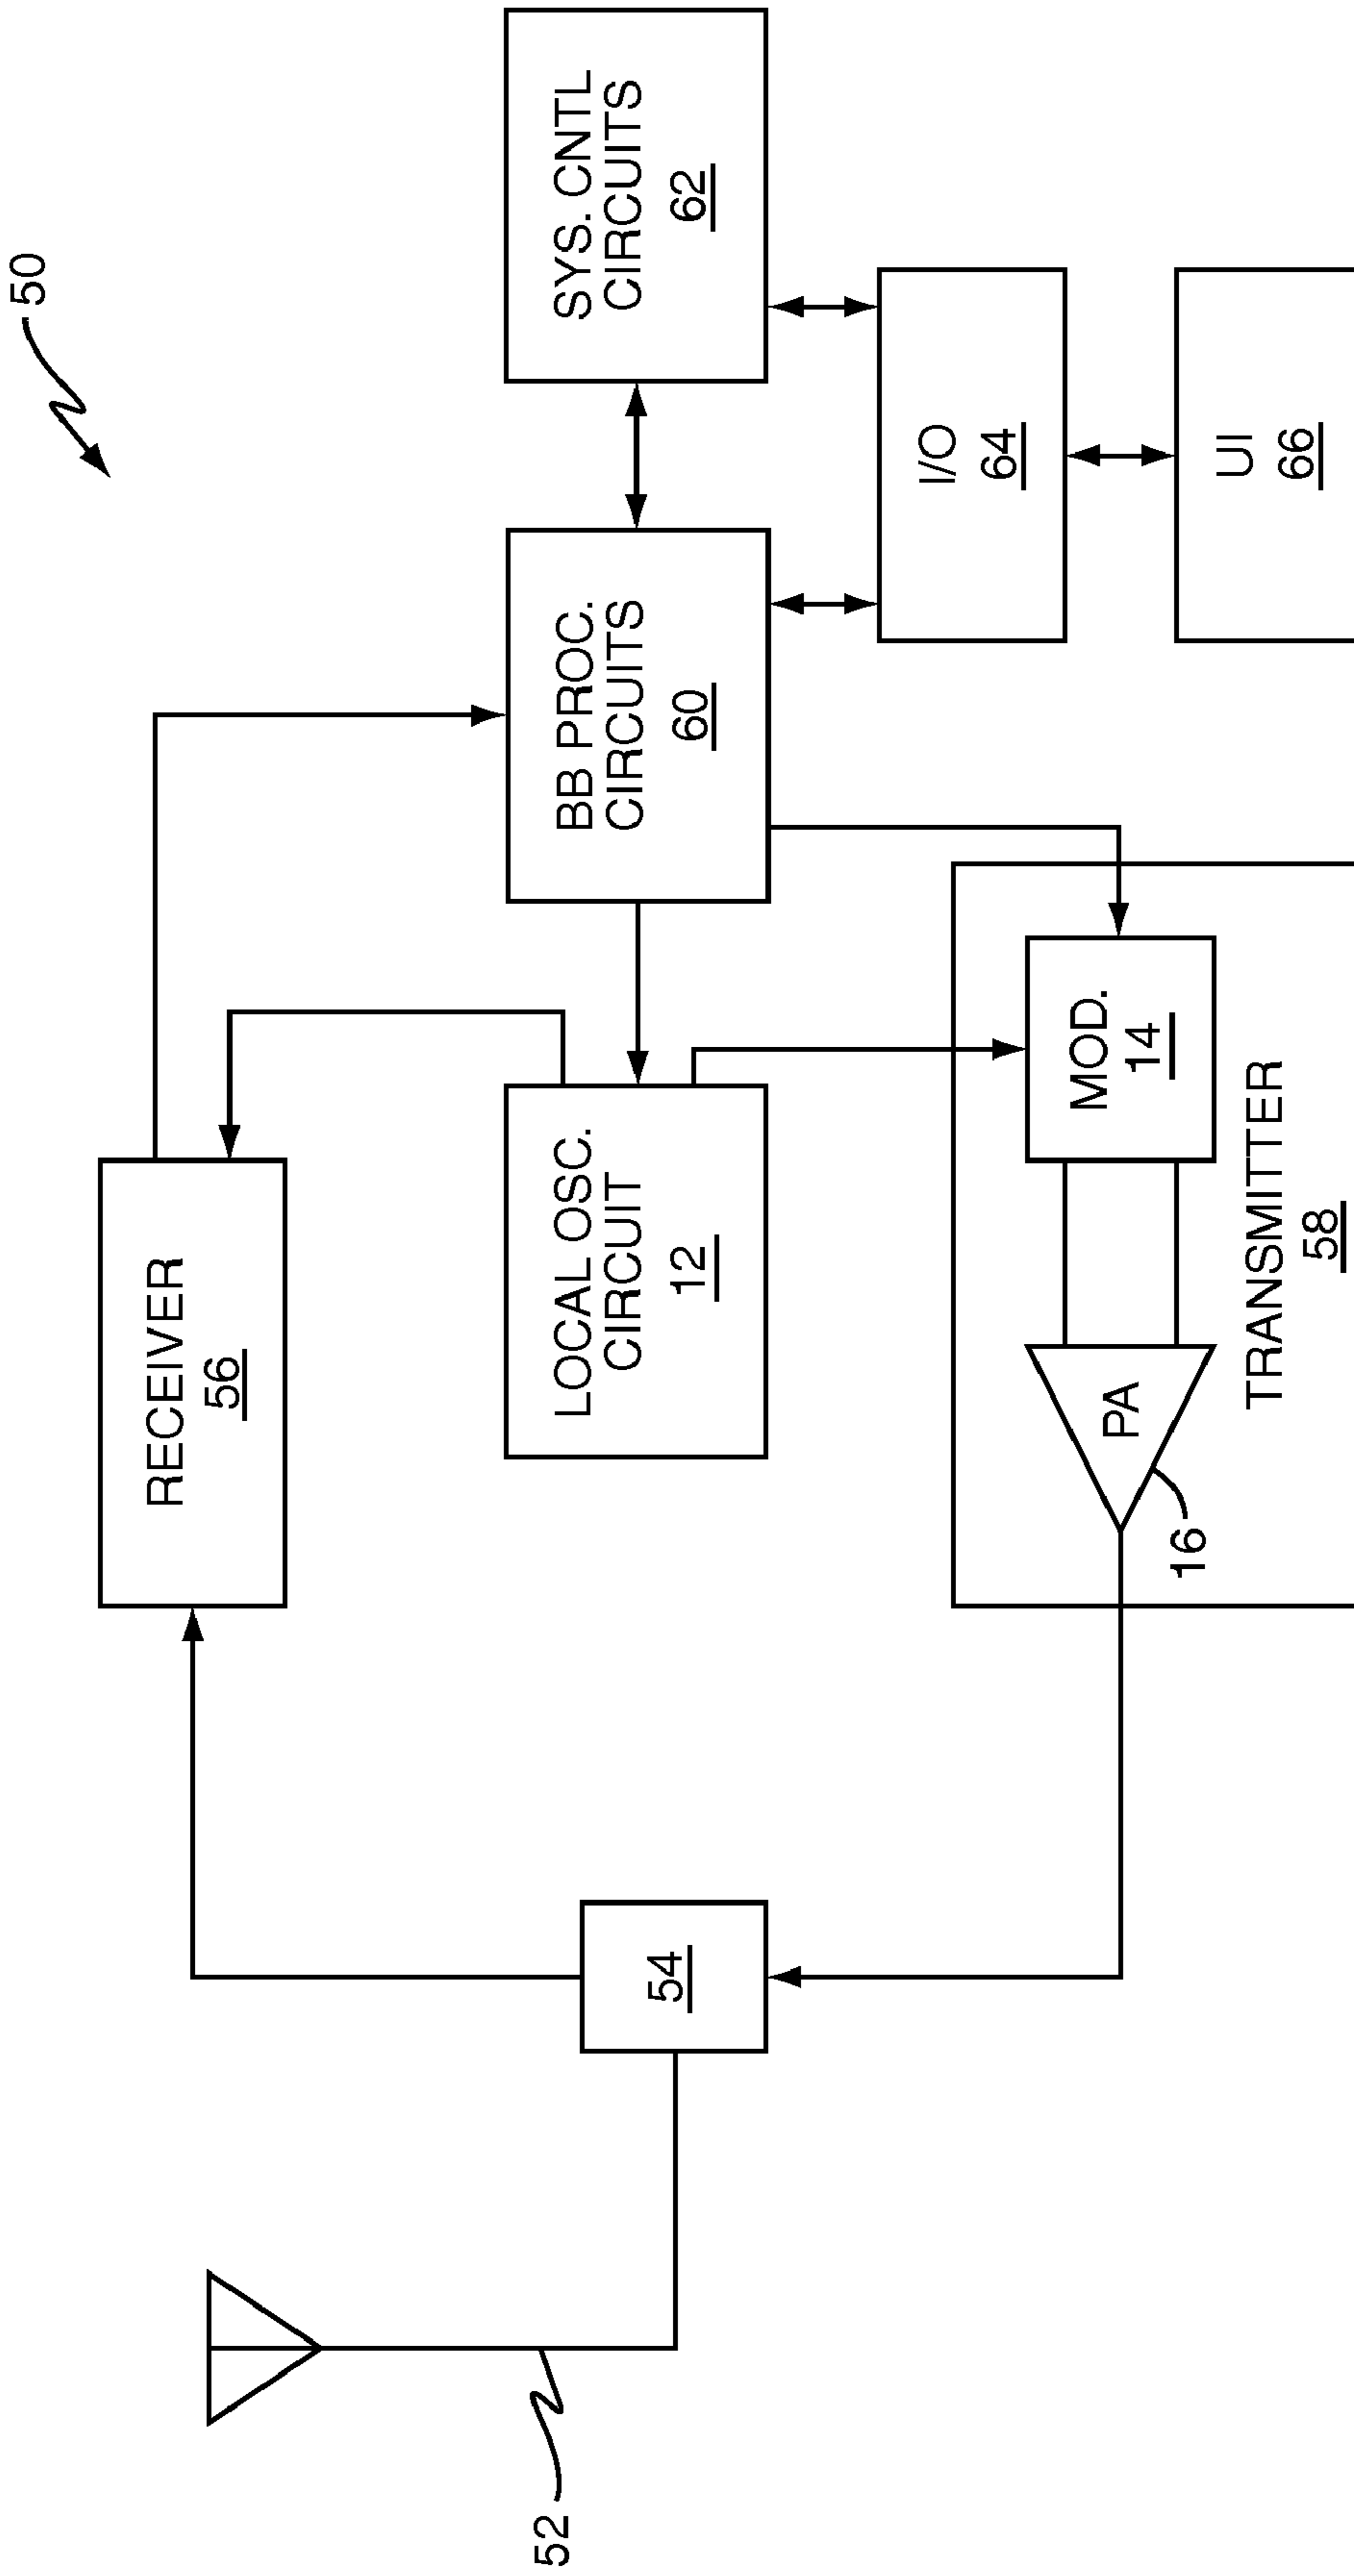 50
RECEIVER
56
LOCAL OSC.
CIRCUIT
12
BB PROC.
CIRCUITS
60
SYS. CNTL
CIRCUITS
62
52
54
I/O
64
UI
66
PA
16
MOD.
14
TRANSMITTER
58